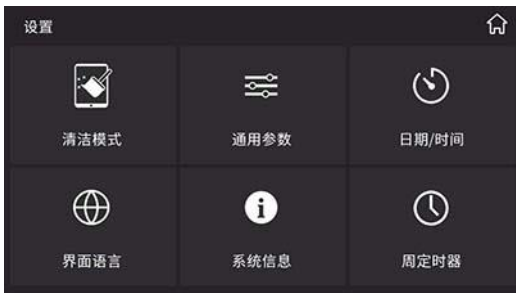 设置
清洁模式
通用参数
日期/时间
界面语言
系统信息
周定时器